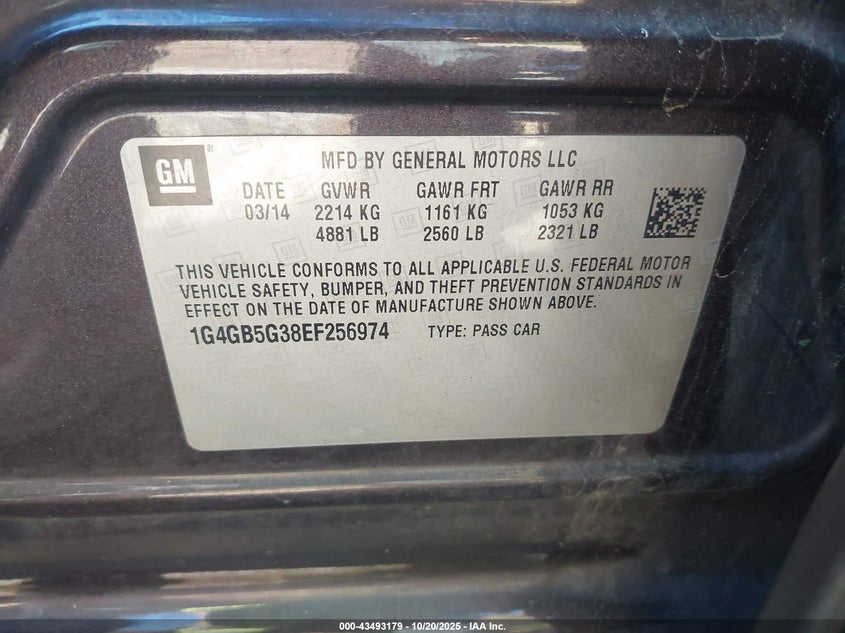 GM
MFD BY GENERAL MOTORS LLC
DATE GVWR GAWR FRT GAWR RR
03/14 2214 KG 1161 KG 1053 KG
4881 LB 2560 LB 2321 LB
THIS VEHICLE CONFORMS TO ALL APPLICABLE U.S. FEDERAL MOTOR
VEHICLE SAFETY, BUMPER, AND THEFT PREVENTION STANDARDS IN
EFFECT ON THE DATE OF MANUFACTURE SHOWN ABOVE.
1G4GB5G38EF256974 TYPE: PASS CAR
000-43493179 | 10/20/2025 - IAA Inc.